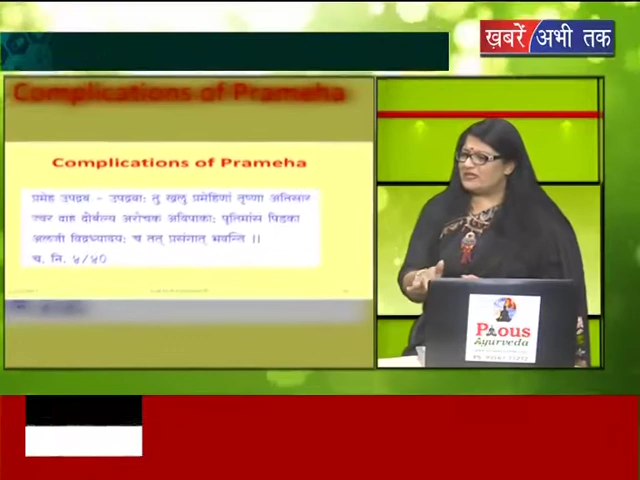 ख़बरें अभी तक
Complications of Prameha
Complications of Prameha
प्रमेह उपद्रव - उपद्रवाः तु खलु प्रमेहिणां तृष्णा अतिसार
ज्वर दाह दौर्बल्य अरोचक अविपाकाः पूतिमांस पिडका
अलजी विद्रध्यादयः च तत् प्रसंगात् भवन्ति ।।
च. नि. ४/४०
Pious
Ayurveda